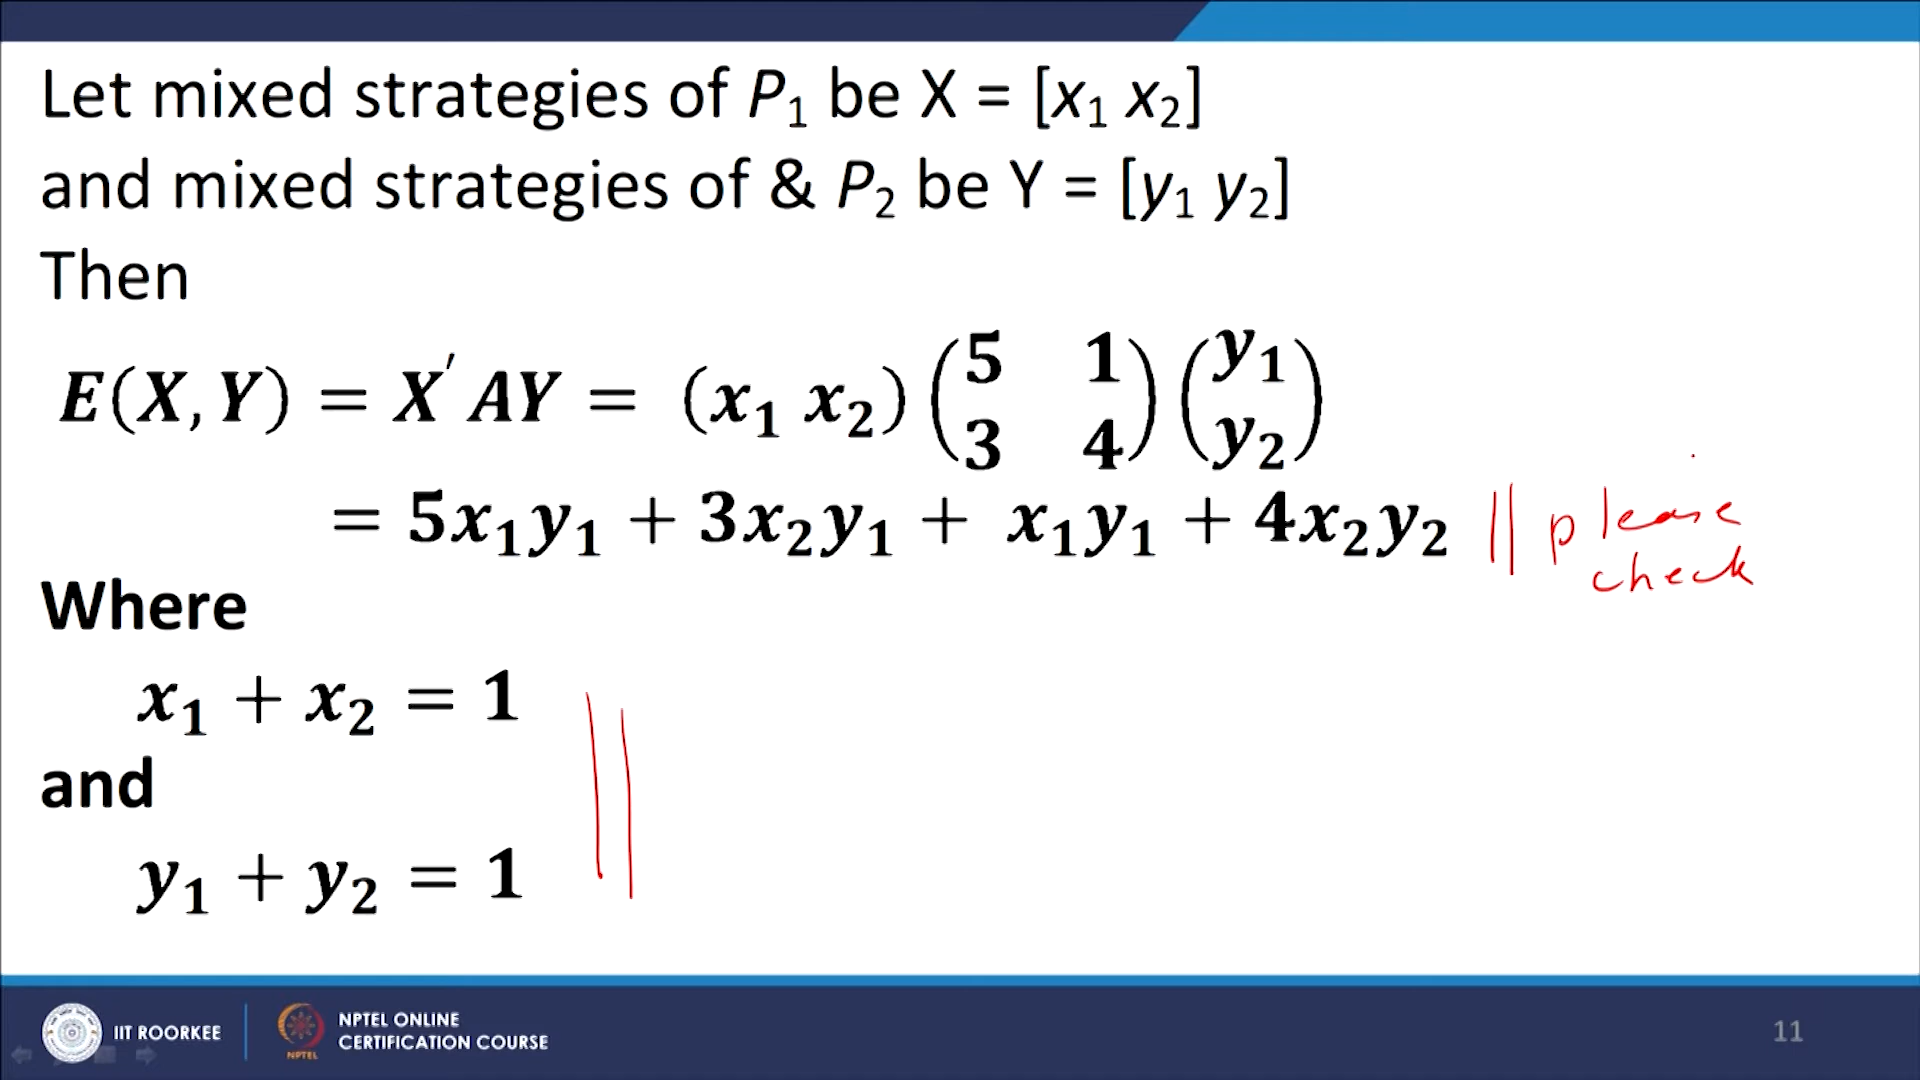 Let mixed strategies of P₁ be X = [x₁ x₂]
and mixed strategies of & P₂ be Y = [y₁ y₂]
Then
E(X, Y) = X′ AY = (x₁ x₂) (5 1 3 4) (y₁ y₂)
= 5x₁y₁ + 3x₂y₁ + x₁y₁ + 4x₂y₂ || please check
Where
x₁ + x₂ = 1
and
y₁ + y₂ = 1
IIT ROORKEE
NPTEL
NPTEL ONLINE
CERTIFICATION COURSE
11